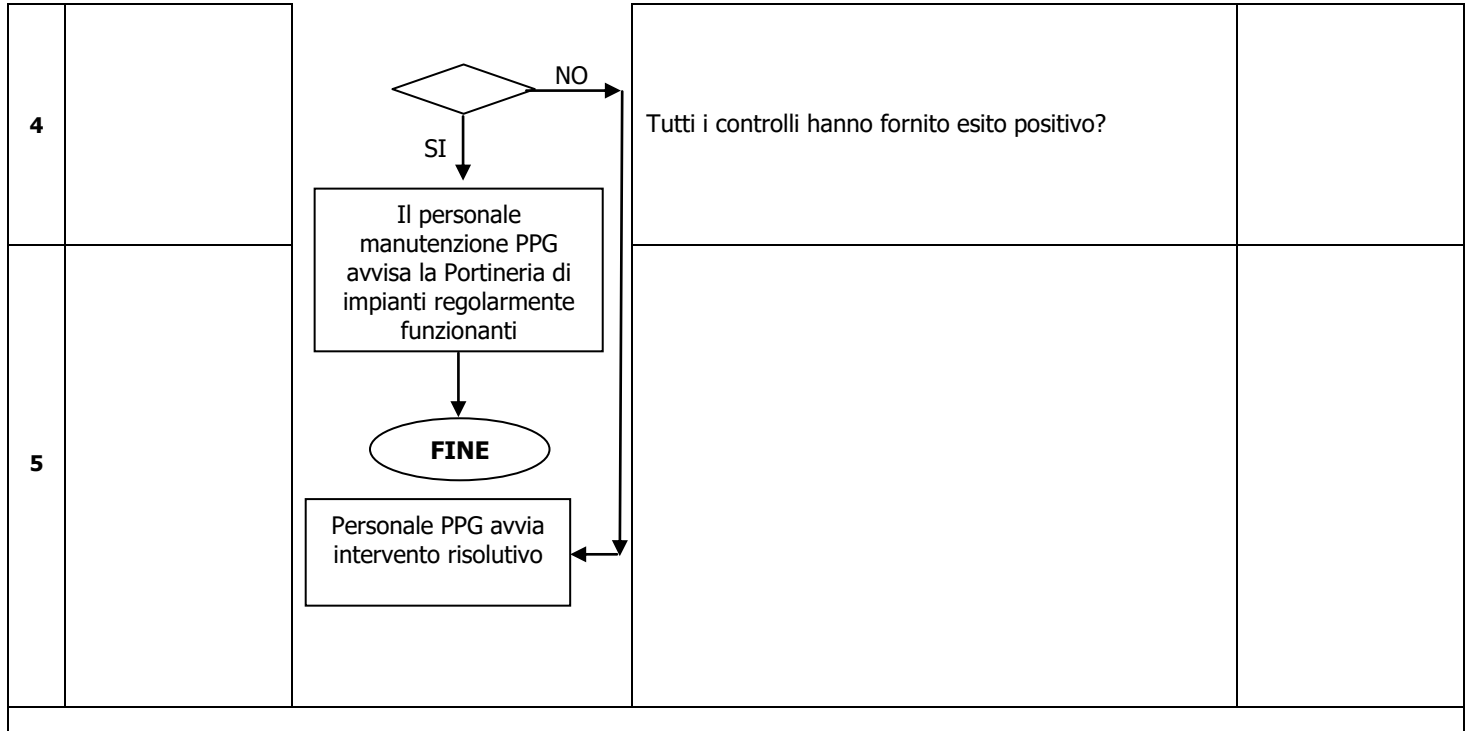 4
NO
SI
Tutti i controlli hanno fornito esito positivo?
Il personale
manutenzione PPG
avvisa la Portineria di
impianti regolarmente
funzionanti
5
FINE
Personale PPG avvia
intervento risolutivo